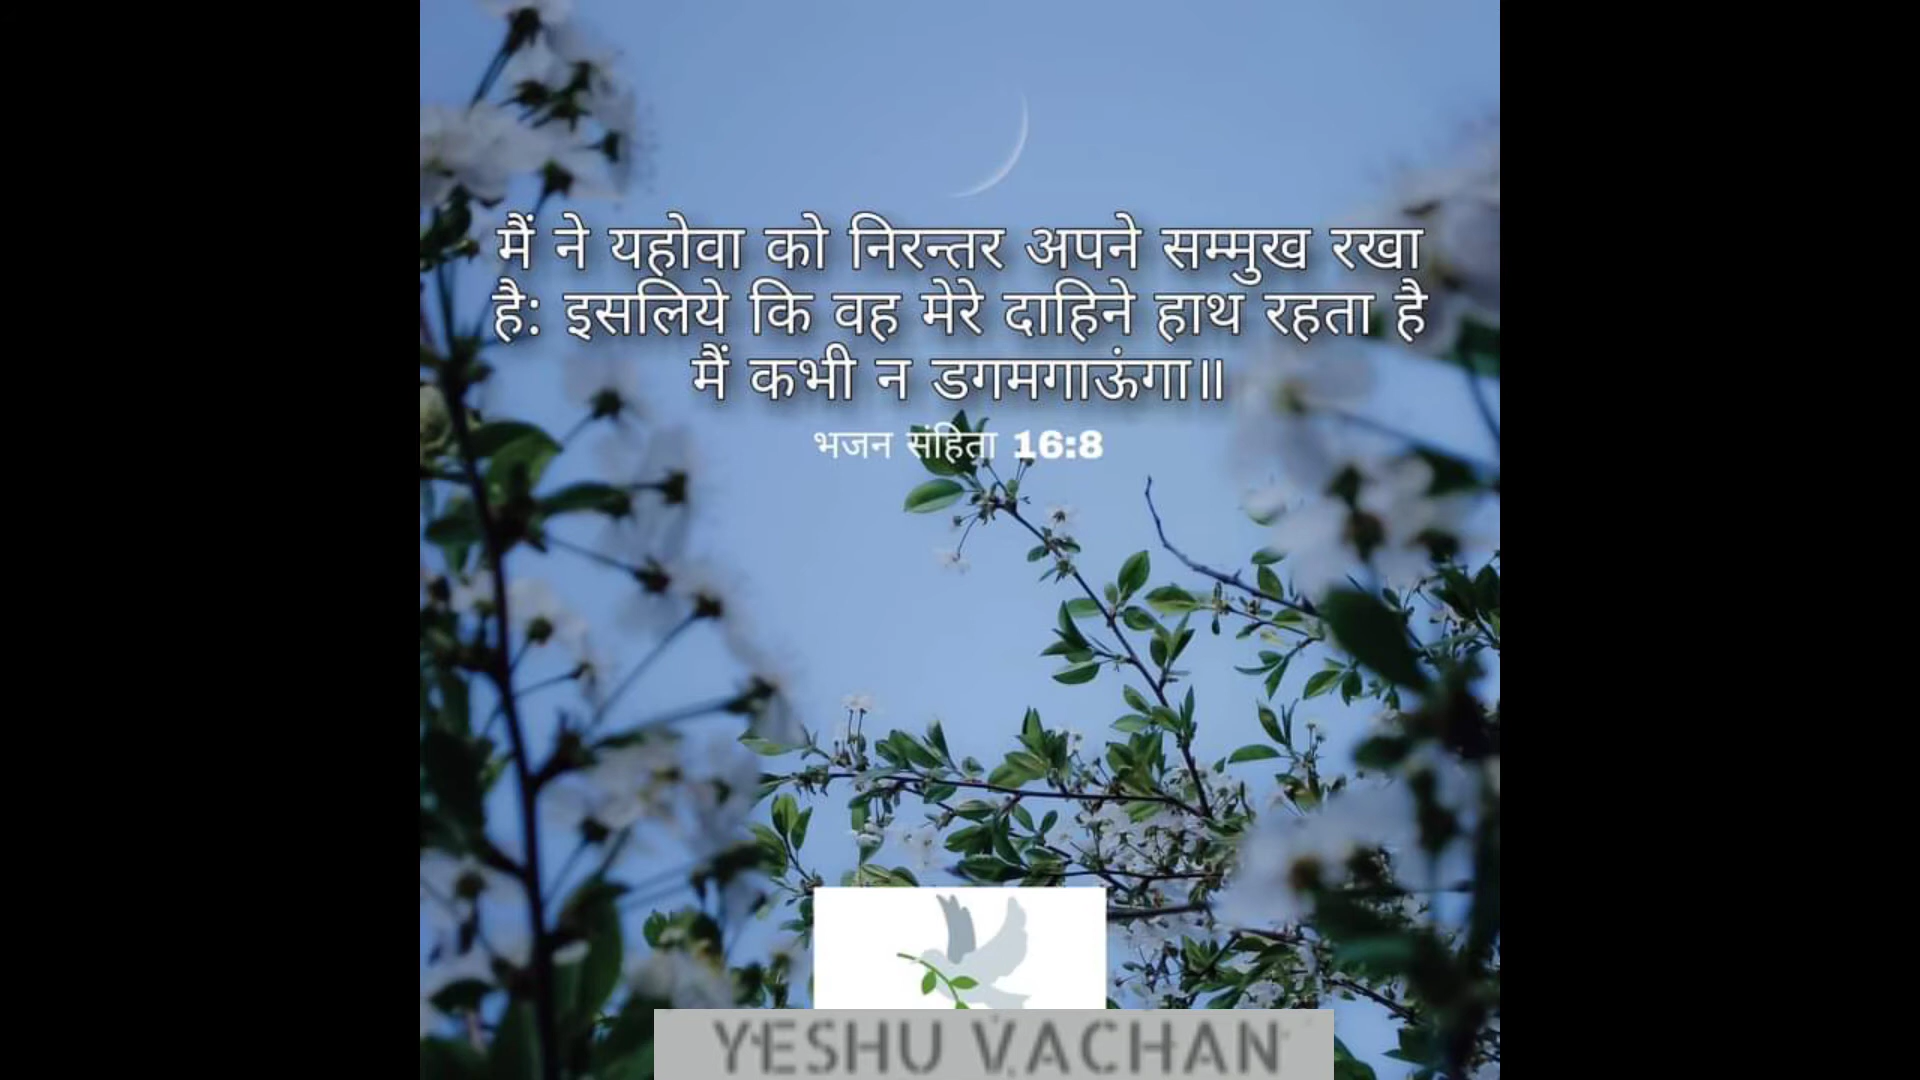 मैं ने यहोवा को निरन्तर अपने सम्मुख रखा
है: इसलिये कि वह मेरे दाहिने हाथ रहता है
मैं कभी न डगमगाऊंगा॥
भजन संहिता 16:8
YESHU VACHAN